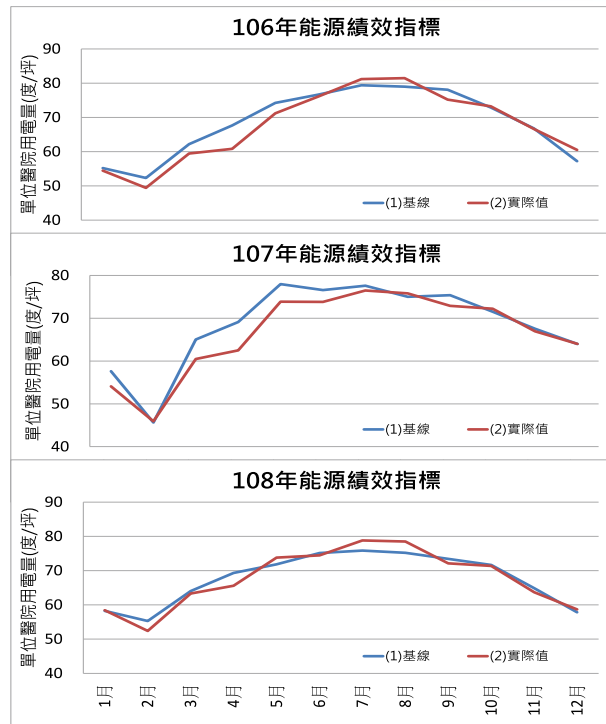 106年能源績效指標
單位醫院用電量(度/坪)
90
80
70
60
50
40
(1)基線
(2)實際值
107年能源績效指標
單位醫院用電量(度/坪)
80
70
60
50
40
(1)基線
(2)實際值
108年能源績效指標
單位醫院用電量(度/坪)
90
80
70
60
50
40
(1)基線
(2)實際值
1月
2月
3月
4月
5月
6月
7月
8月
9月
10月
11月
12月